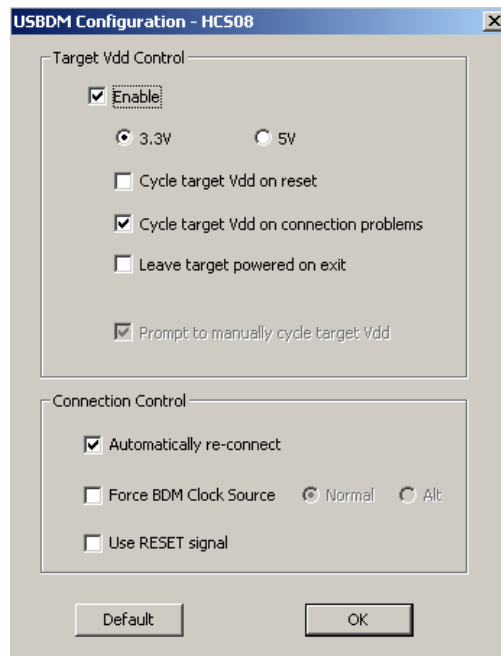 USBDM Configuration - HCS08
Target Vdd Control
Enable
3.3V 5V
Cycle target Vdd on reset
Cycle target Vdd on connection problems
Leave target powered on exit
Prompt to manually cycle target Vdd
Connection Control
Automatically re-connect
Force BDM Clock Source Normal Alt
Use RESET signal
Default OK